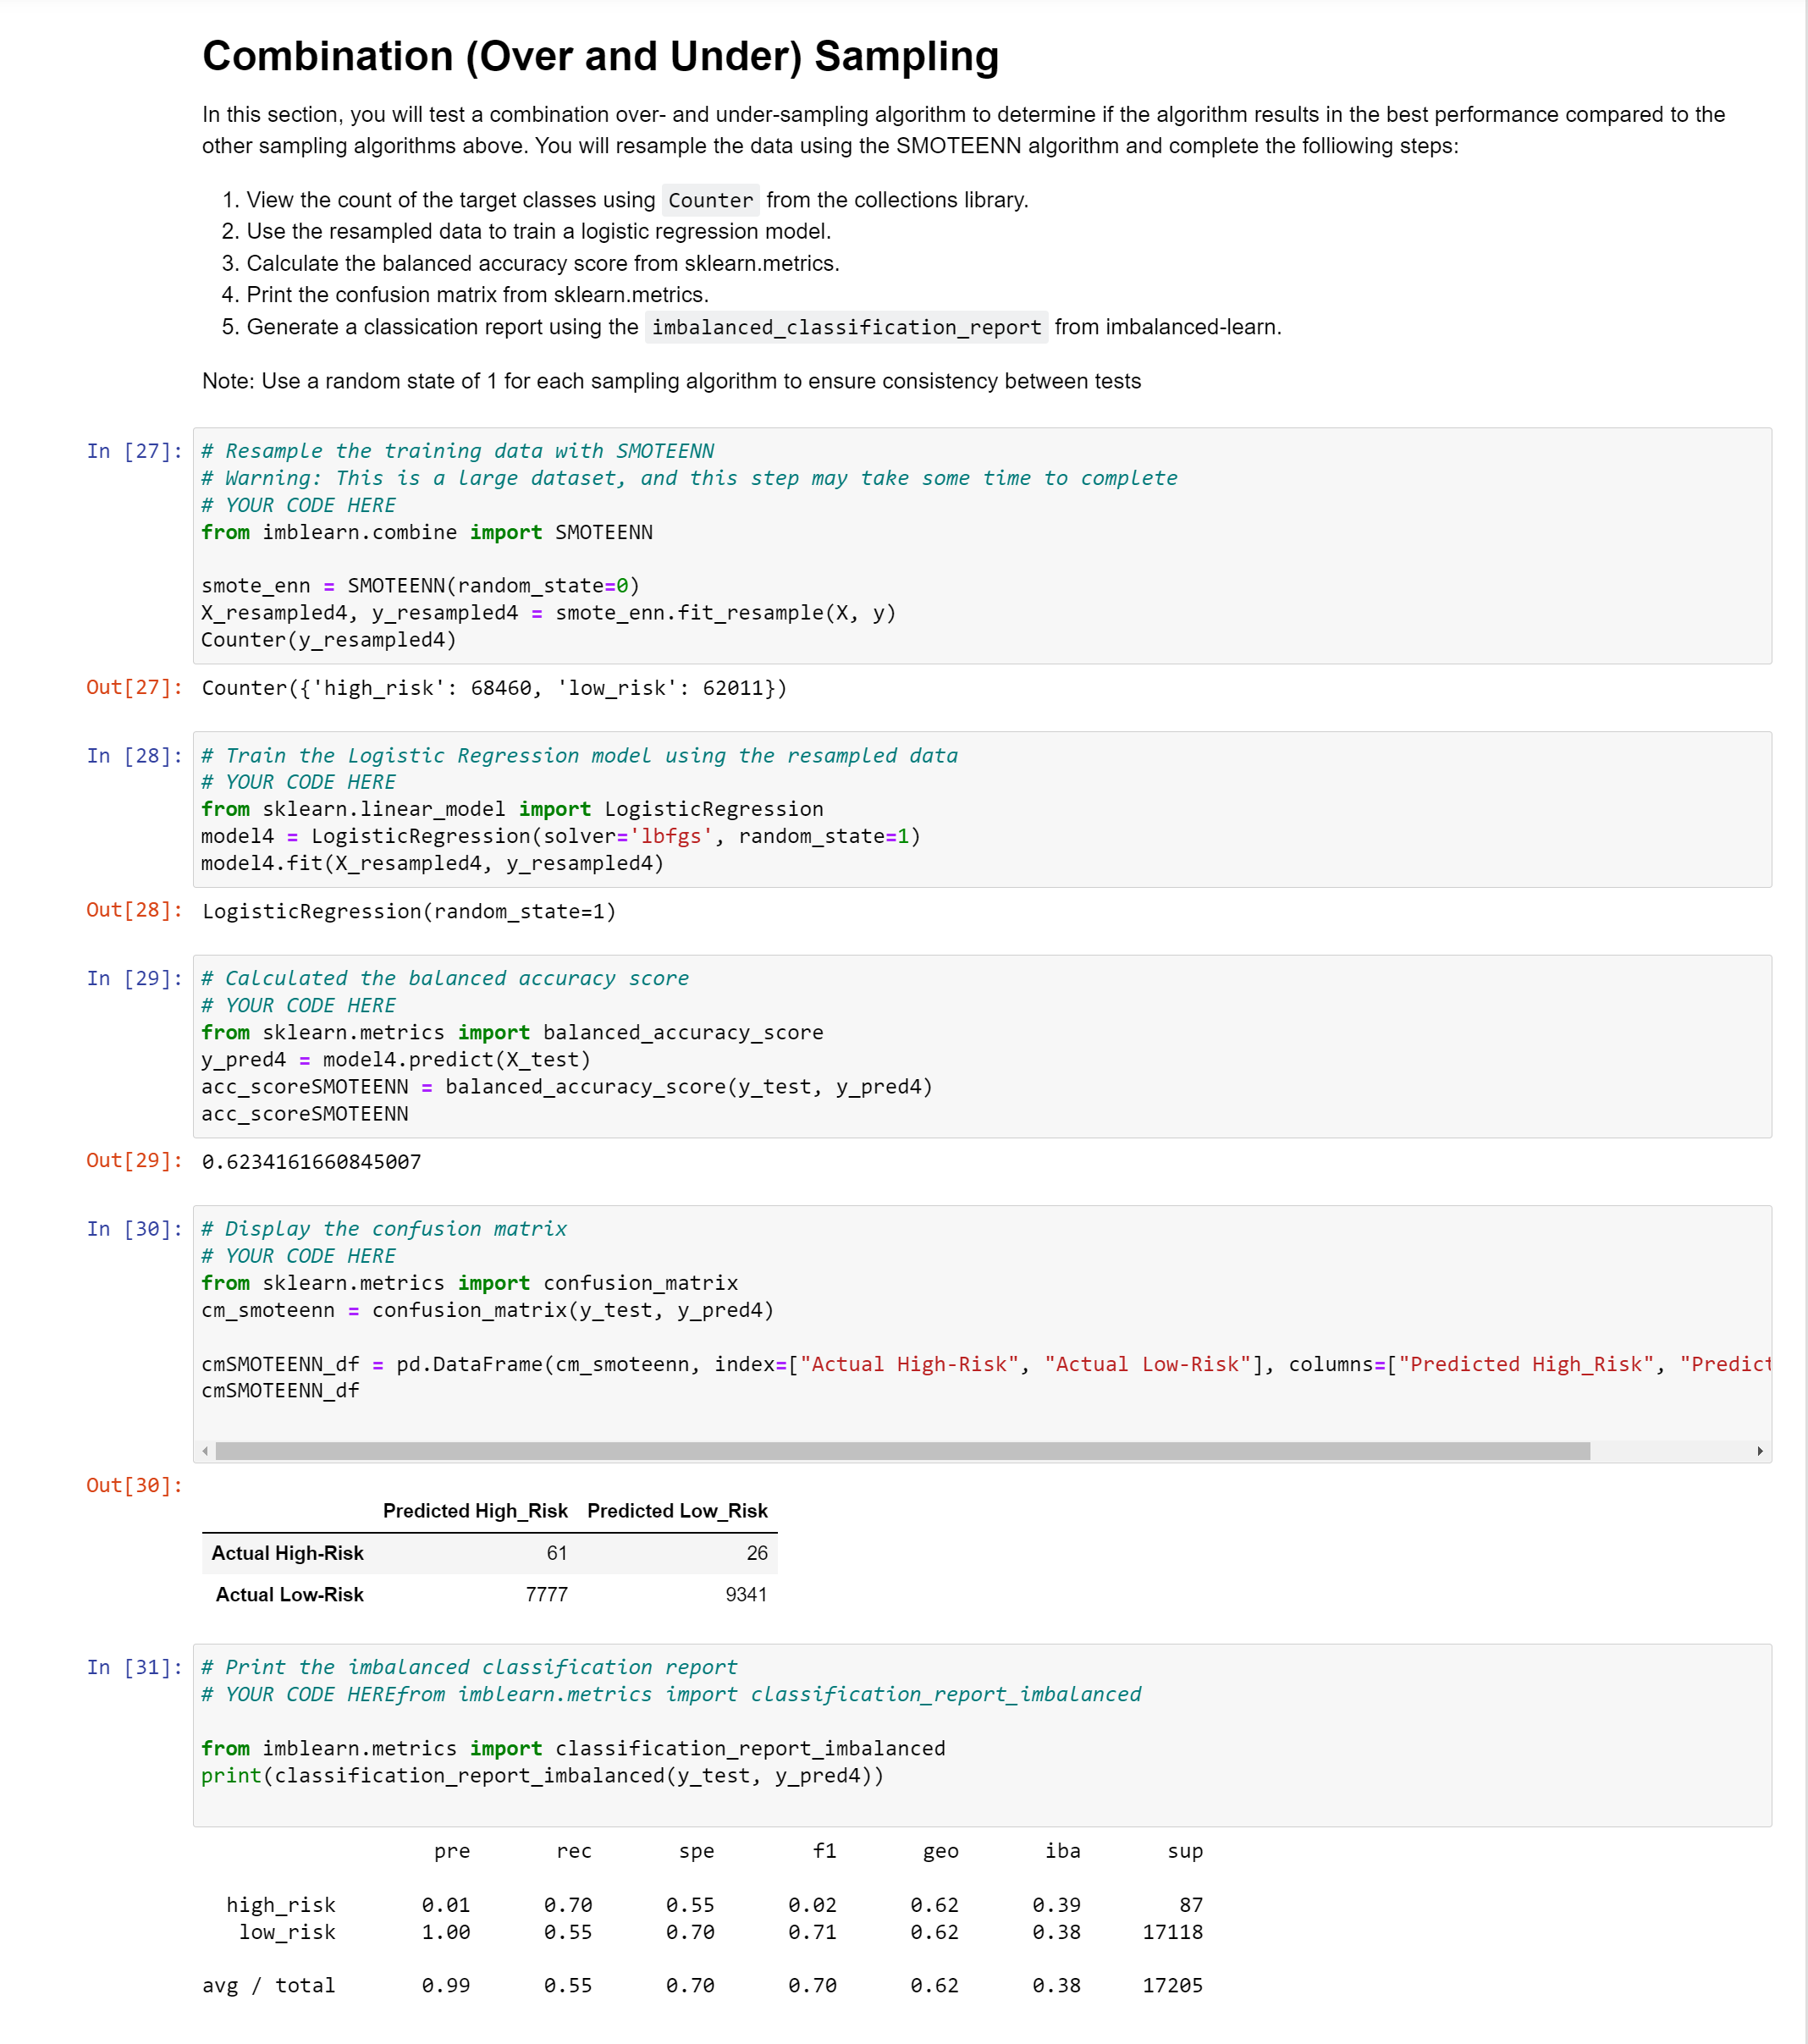 Combination (Over and Under) Sampling
In this section, you will test a combination over- and under-sampling algorithm to determine if the algorithm results in the best performance compared to the
other sampling algorithms above. You will resample the data using the SMOTEENN algorithm and complete the folliowing steps:
1. View the count of the target classes using Counter from the collections library.
2. Use the resampled data to train a logistic regression model.
3. Calculate the balanced accuracy score from sklearn.metrics.
4. Print the confusion matrix from sklearn.metrics.
5. Generate a classication report using the imbalanced_classification_report from imbalanced-learn.
Note: Use a random state of 1 for each sampling algorithm to ensure consistency between tests
In [27]: # Resample the training data with SMOTEENN
# Warning: This is a large dataset, and this step may take some time to complete
# YOUR CODE HERE
from imblearn.combine import SMOTEENN
smote_enn = SMOTEENN(random_state=0)
X_resampled4, y_resampled4 = smote_enn.fit_resample(X, y)
Counter(y_resampled4)
Out[27]: Counter({'high_risk': 68460, 'low_risk': 62011})
In [28]: # Train the Logistic Regression model using the resampled data
# YOUR CODE HERE
from sklearn.linear_model import LogisticRegression
model4 = LogisticRegression(solver='lbfgs', random_state=1)
model4.fit(X_resampled4, y_resampled4)
Out[28]: LogisticRegression(random_state=1)
In [29]: # Calculated the balanced accuracy score
# YOUR CODE HERE
from sklearn.metrics import balanced_accuracy_score
y_pred4 = model4.predict(X_test)
acc_scoreSMOTEENN = balanced_accuracy_score(y_test, y_pred4)
acc_scoreSMOTEENN
Out[29]: 0.6234161660845007
In [30]: # Display the confusion matrix
# YOUR CODE HERE
from sklearn.metrics import confusion_matrix
cm_smoteenn = confusion_matrix(y_test, y_pred4)
cmSMOTEENN_df = pd.DataFrame(cm_smoteenn, index=["Actual High-Risk", "Actual Low-Risk"], columns=["Predicted High_Risk", "Predict
cmSMOTEENN_df
Out[30]:
Predicted High_Risk Predicted Low_Risk
Actual High-Risk 61 26
Actual Low-Risk 7777 9341
In [31]: # Print the imbalanced classification report
# YOUR CODE HEREfrom imblearn.metrics import classification_report_imbalanced
from imblearn.metrics import classification_report_imbalanced
print(classification_report_imbalanced(y_test, y_pred4))
pre rec spe f1 geo iba sup
high_risk 0.01 0.70 0.55 0.02 0.62 0.39 87
low_risk 1.00 0.55 0.70 0.71 0.62 0.38 17118
avg / total 0.99 0.55 0.70 0.70 0.62 0.38 17205